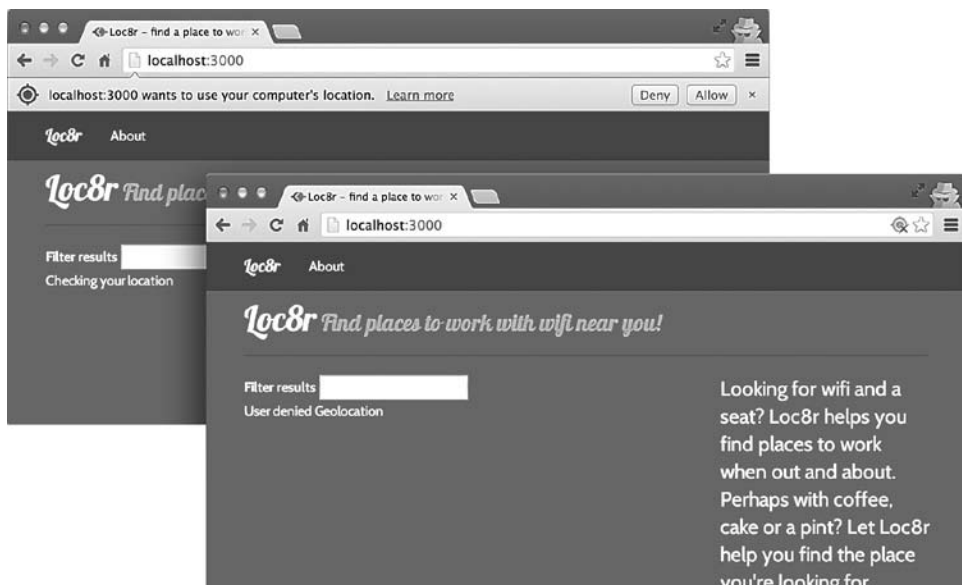 Loc8r – find a place to wor
localhost:3000
localhost:3000 wants to use your computer's location. Learn more
Deny
Allow
Loc8r
About
Loc8r Find plac
Filter results
Checking your location
Loc8r – find a place to wor
localhost:3000
Loc8r
About
Loc8r Find places to work with wifi near you!
Filter results
User denied Geolocation
Looking for wifi and a
seat? Loc8r helps you
find places to work
when out and about.
Perhaps with coffee,
cake or a pint? Let Loc8r
help you find the place
you're looking for.